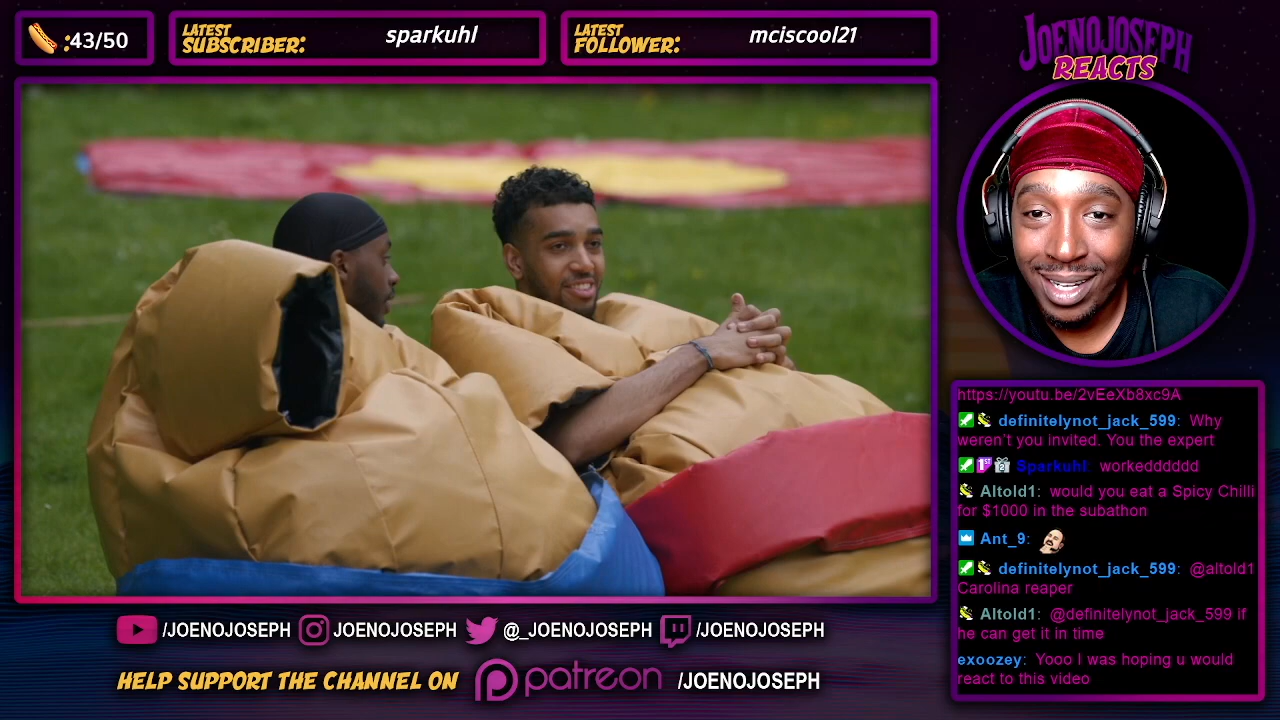 :43/50
LATEST
SUBSCRIBER:
sparkuhl
LATEST
FOLLOWER:
mciscool21
JOENOJOSEPH
REACTS
https://youtu.be/2vEeXb8xc9A
definitelynot_jack_599: Why
weren't you invited. You the expert
1ST 2 Sparkuhl: workedddddd
Altold1: would you eat a Spicy Chilli
for $1000 in the subathon
Ant_9:
definitelynot_jack_599: @altold1
Carolina reaper
Altold1: @definitelynot_jack_599 if
he can get it in time
exoozey: Yooo I was hoping u would
react to this video
/JOENOJOSEPH JOENOJOSEPH @_JOENOJOSEPH /JOENOJOSEPH
HELP SUPPORT THE CHANNEL ON patreon /JOENOJOSEPH